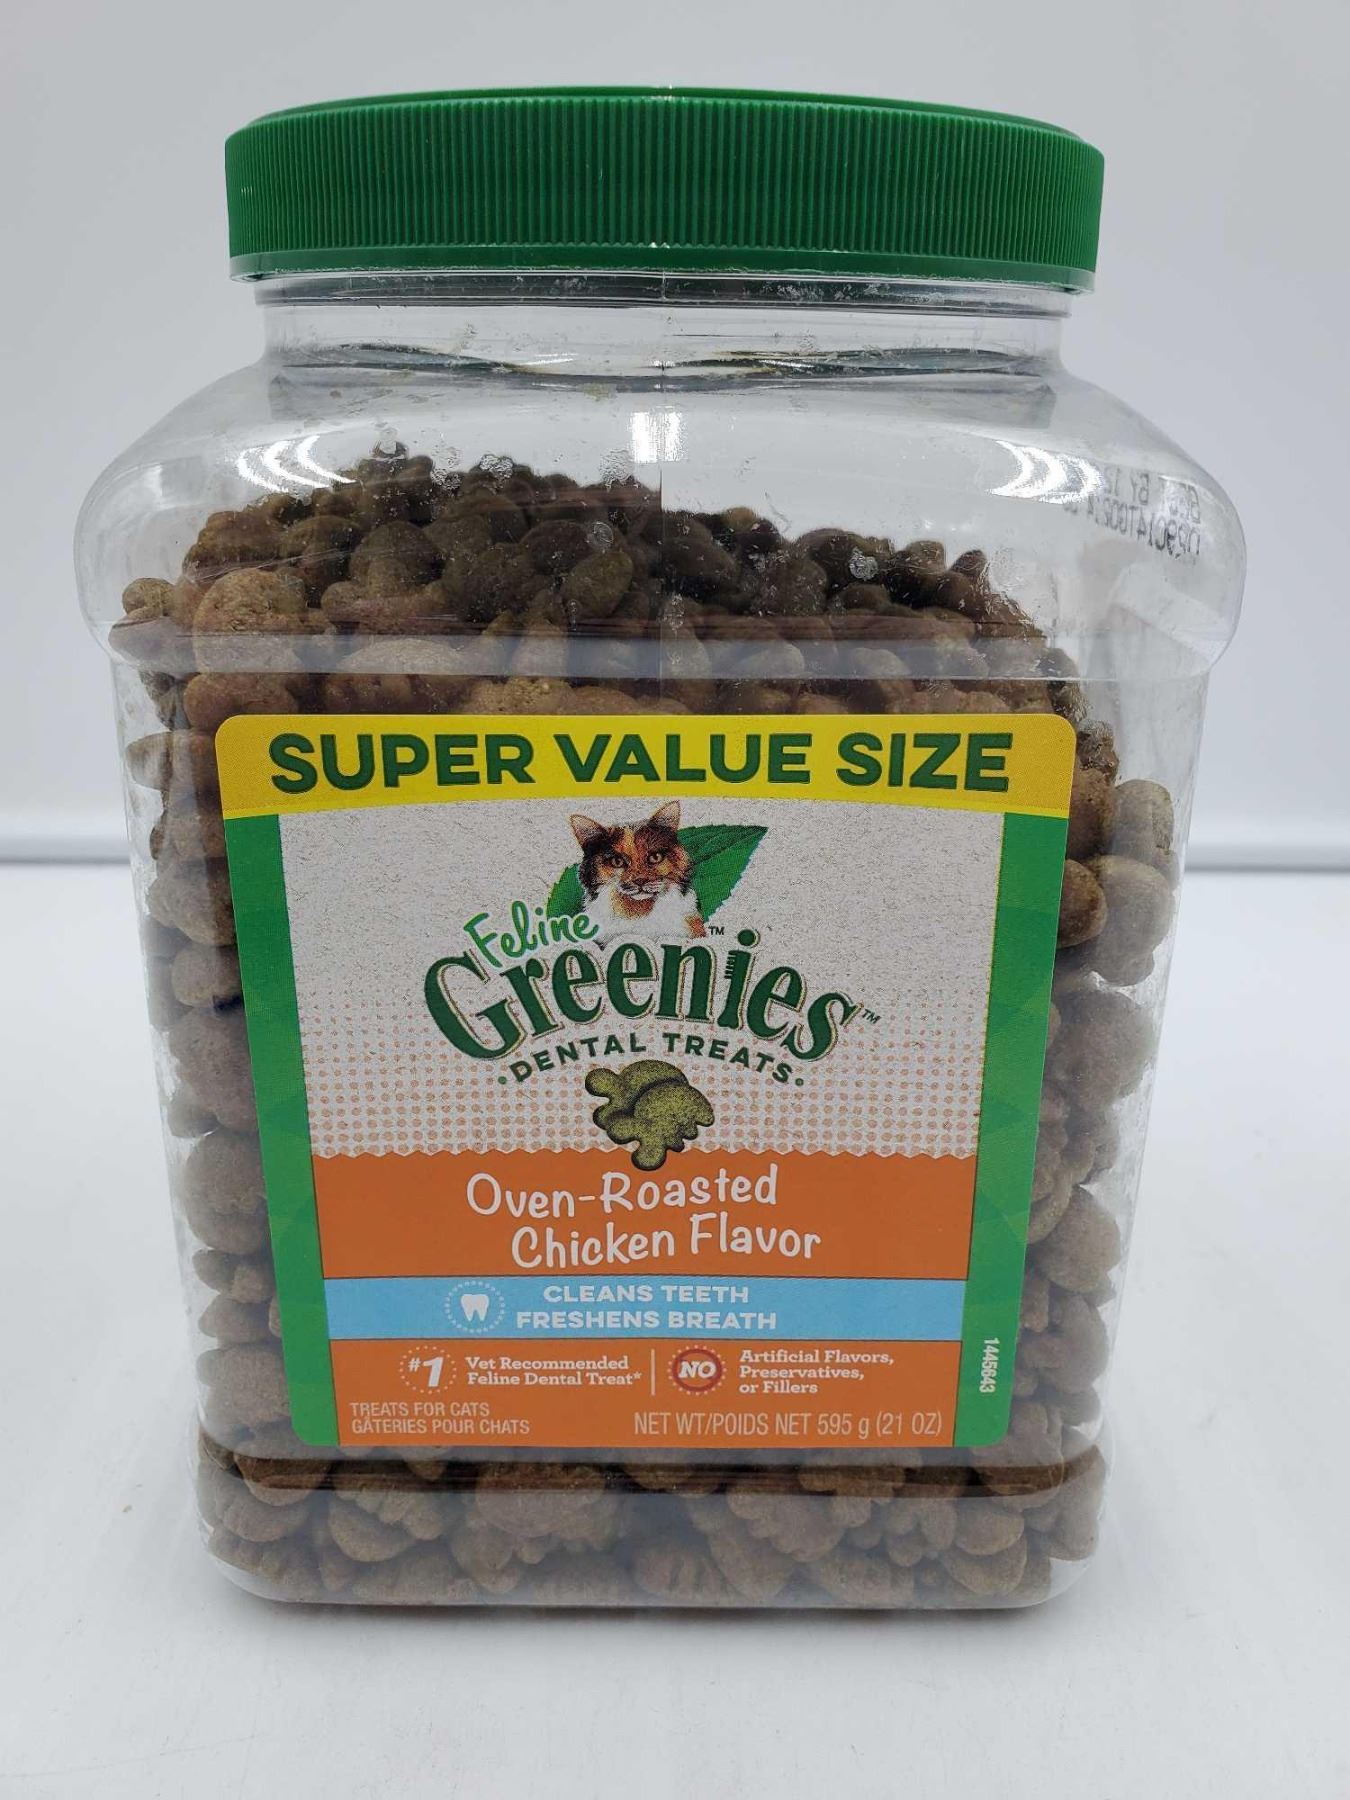 SUPER VALUE SIZE
Feline
Greenies™
• DENTAL TREATS •
Oven-Roasted
Chicken Flavor
CLEANS TEETH
FRESHENS BREATH
#1 Vet Recommended
Feline Dental Treat*
NO Artificial Flavors,
Preservatives,
or Fillers
TREATS FOR CATS
GÂTERIES POUR CHATS
NET WT/POIDS NET 595 g (21 OZ)
1445643